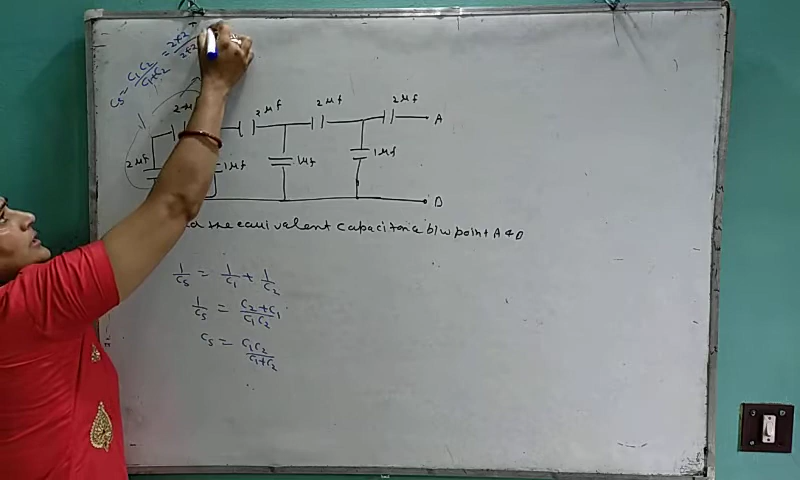 Cs = C1C2/C1+C2 = 2×2/2+2
2μf 2μf 2μf 2μf A
2μf 1μf 1μf 1μf
B
the equivalent capacitance b/w point A & B
1/Cs = 1/C1 + 1/C2
1/Cs = C2+C1/C1C2
Cs = C1C2/C1+C2